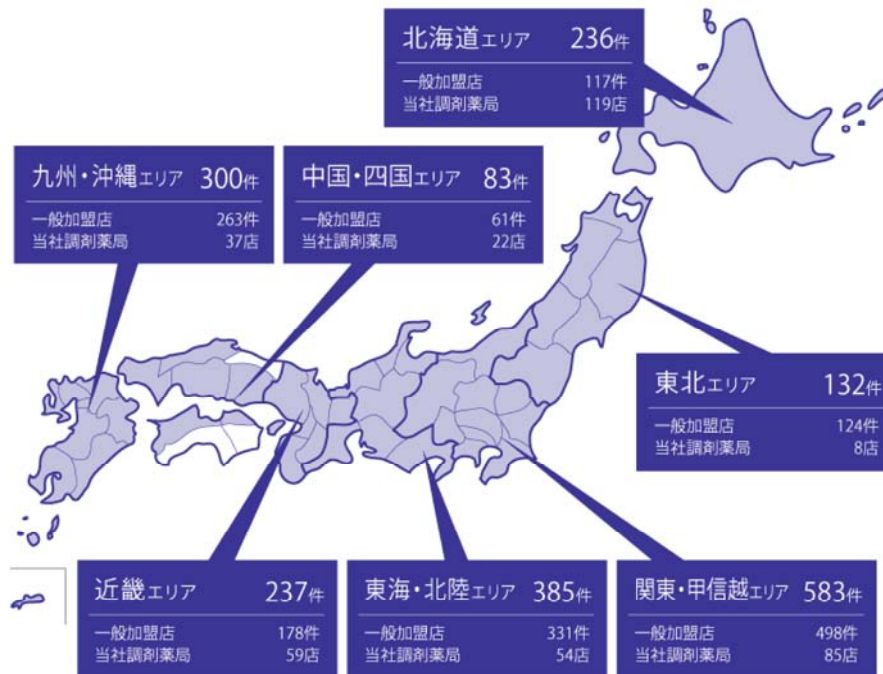 北海道エリア 236件
一般加盟店 117件
当社調剤薬局 119店
九州・沖縄エリア 300件
一般加盟店 263件
当社調剤薬局 37店
中国・四国エリア 83件
一般加盟店 61件
当社調剤薬局 22店
東北エリア 132件
一般加盟店 124件
当社調剤薬局 8店
近畿エリア 237件
一般加盟店 178件
当社調剤薬局 59店
東海・北陸エリア 385件
一般加盟店 331件
当社調剤薬局 54店
関東・甲信越エリア 583件
一般加盟店 498件
当社調剤薬局 85店